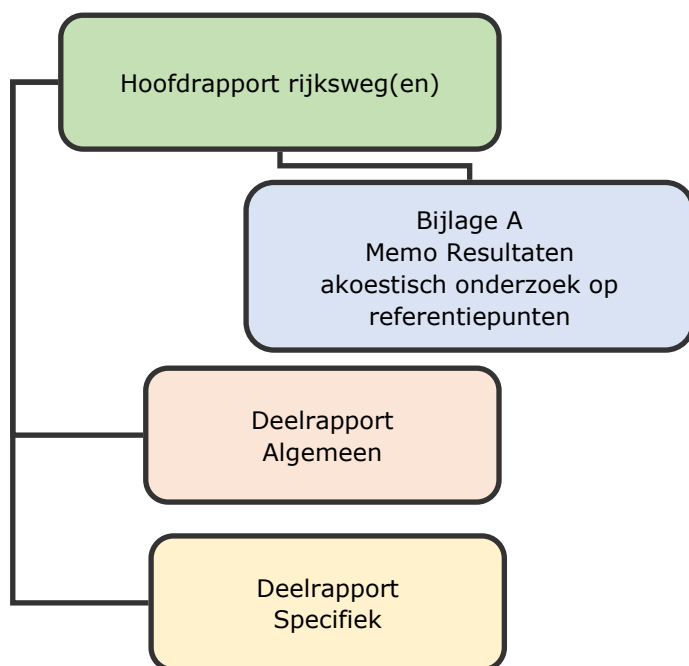 Hoofdrapport rijksweg(en)
Bijlage A
Memo Resultaten
akoestisch onderzoek op
referentiepunten
Deelrapport
Algemeen
Deelrapport
Specifiek